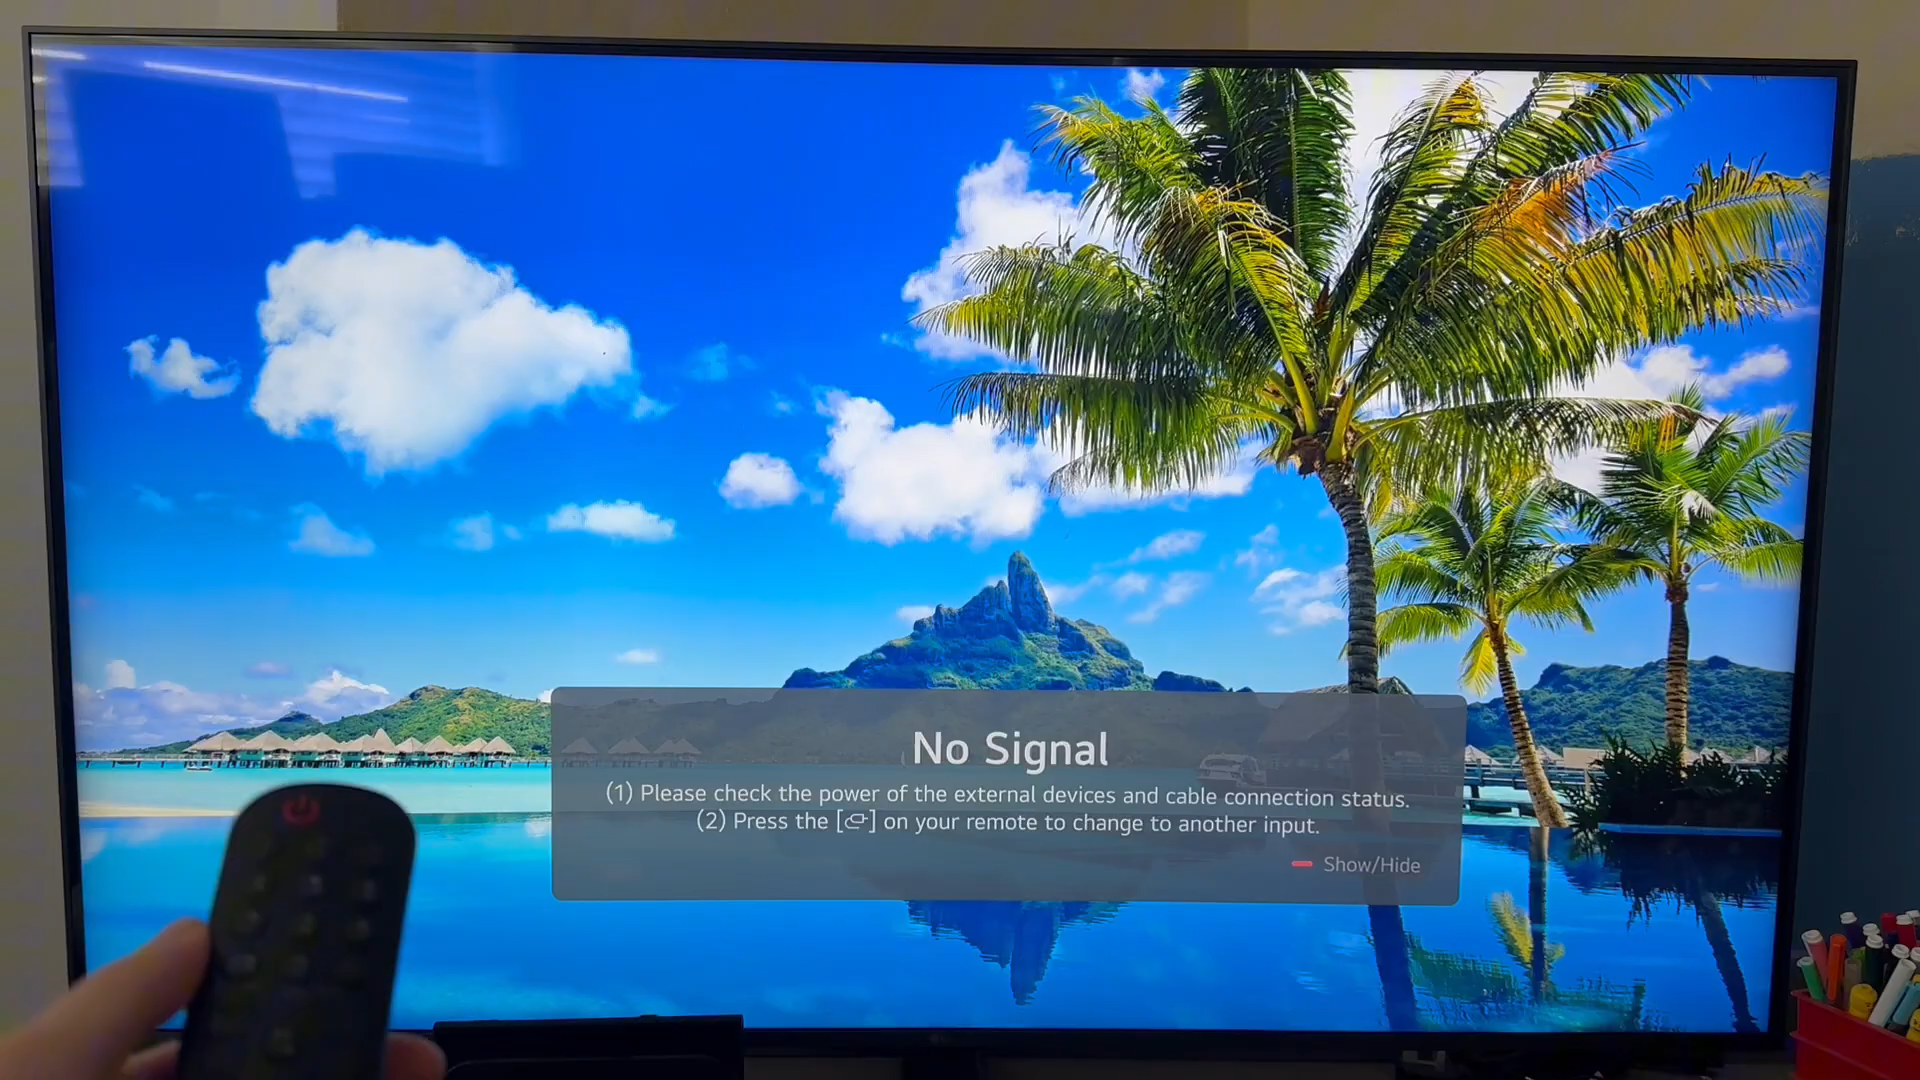 No Signal
(1) Please check the power of the external devices and cable connection status.
(2) Press the [⮐] on your remote to change to another input.
Show/Hide